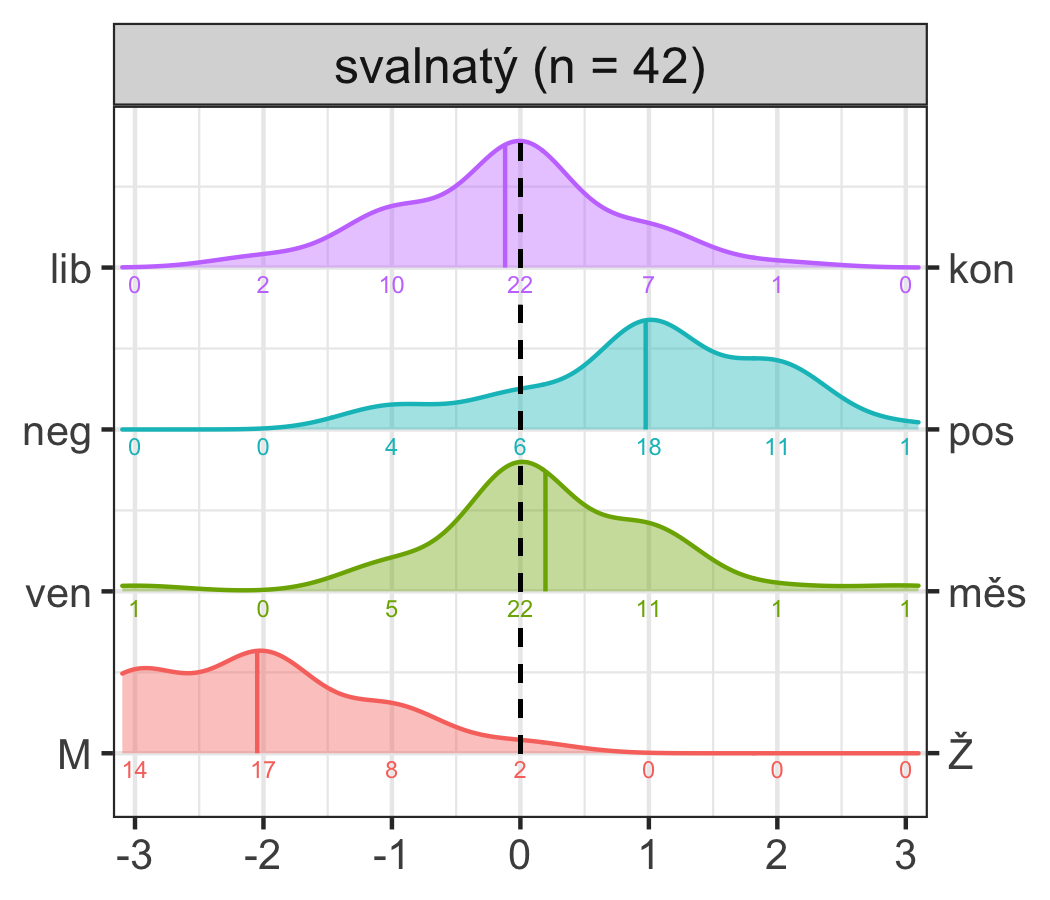 svalnatý (n = 42)
lib kon
0 2 10 22 7 1 0
neg pos
0 0 4 6 18 11 1
ven měs
1 0 5 22 11 1 1
M Ž
14 17 8 2 0 0 0
-3 -2 -1 0 1 2 3